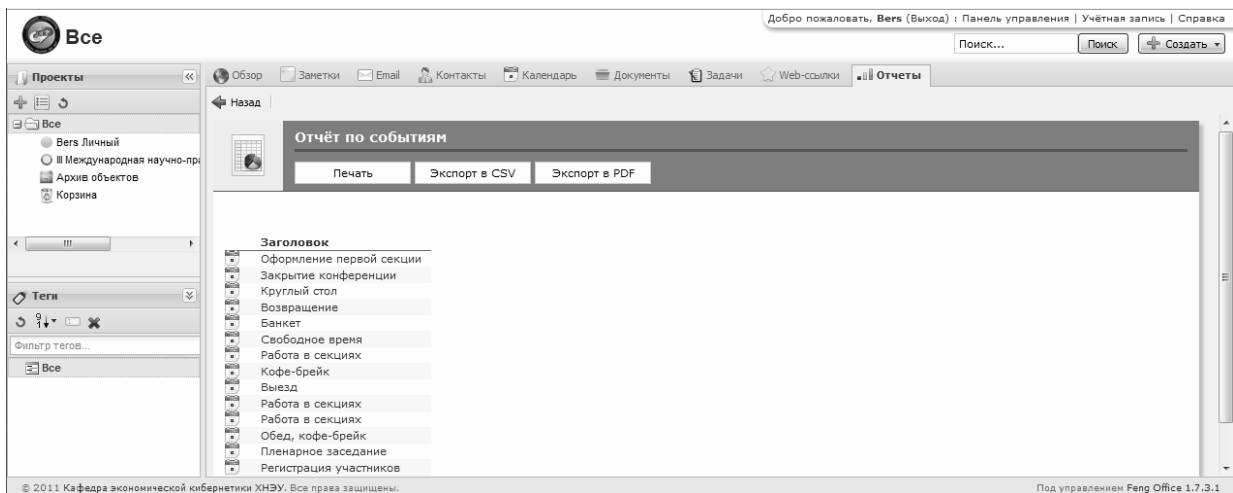 Добро пожаловать, Bers (Выход) : Панель управления | Учётная запись | Справка
Все
Поиск... Поиск Создать
Проекты
Обзор Заметки Email Контакты Календарь Документы Задачи Web-ссылки Отчеты
Назад
Все
Bers Личный
III Международная научно-пра
Архив объектов
Корзина
Отчёт по событиям
Печать Экспорт в CSV Экспорт в PDF
Теги
Фильтр тегов...
Все
Заголовок
Оформление первой секции
Закрытие конференции
Круглый стол
Возвращение
Банкет
Свободное время
Работа в секциях
Кофе-брейк
Выезд
Работа в секциях
Работа в секциях
Обед, кофе-брейк
Пленарное заседание
Регистрация участников
© 2011 Кафедра экономической кибернетики ХНЭУ. Все права защищены. Под управлением Feng Office 1.7.3.1